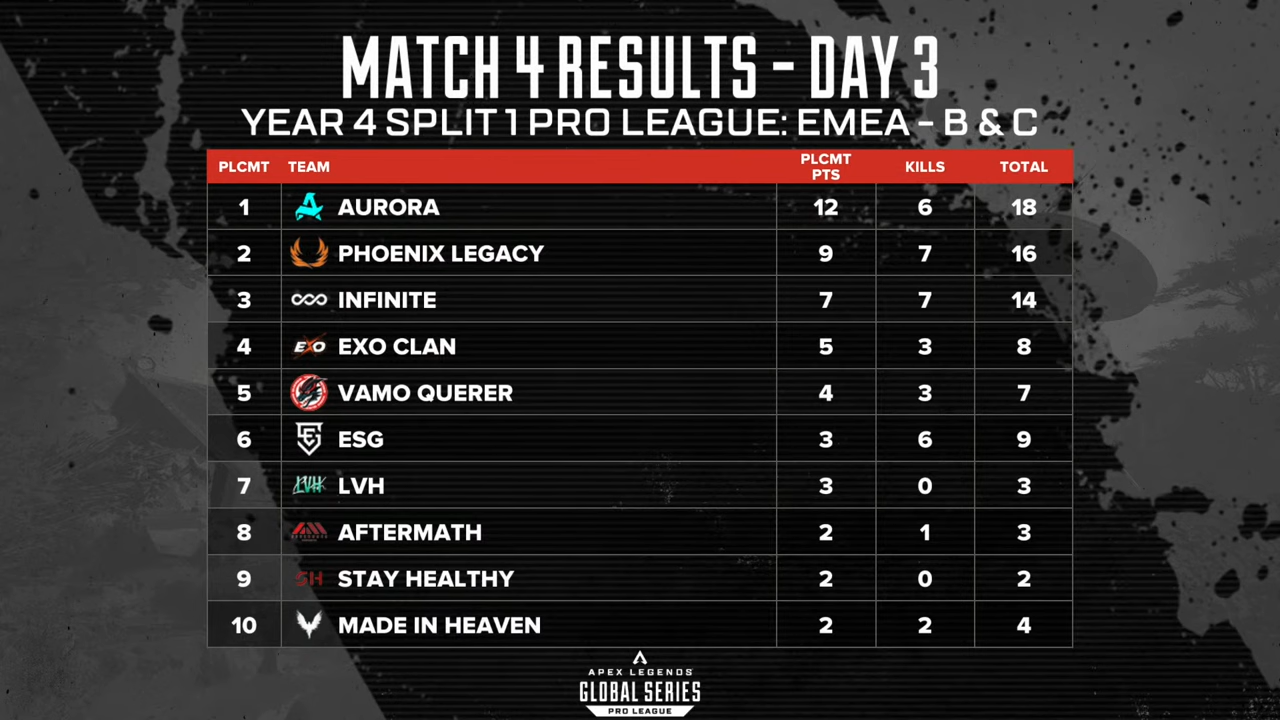 MATCH 4 RESULTS - DAY 3
YEAR 4 SPLIT 1 PRO LEAGUE: EMEA - B & C
PLCMT TEAM PLCMT PTS KILLS TOTAL
1 AURORA 12 6 18
2 PHOENIX LEGACY 9 7 16
3 INFINITE 7 7 14
4 EXO EXO CLAN 5 3 8
5 VAMO QUERER 4 3 7
6 ESG 3 6 9
7 LVH LVH 3 0 3
8 AFTERMATH 2 1 3
9 SH STAY HEALTHY 2 0 2
10 MADE IN HEAVEN 2 2 4
APEX LEGENDS
GLOBAL SERIES
PRO LEAGUE